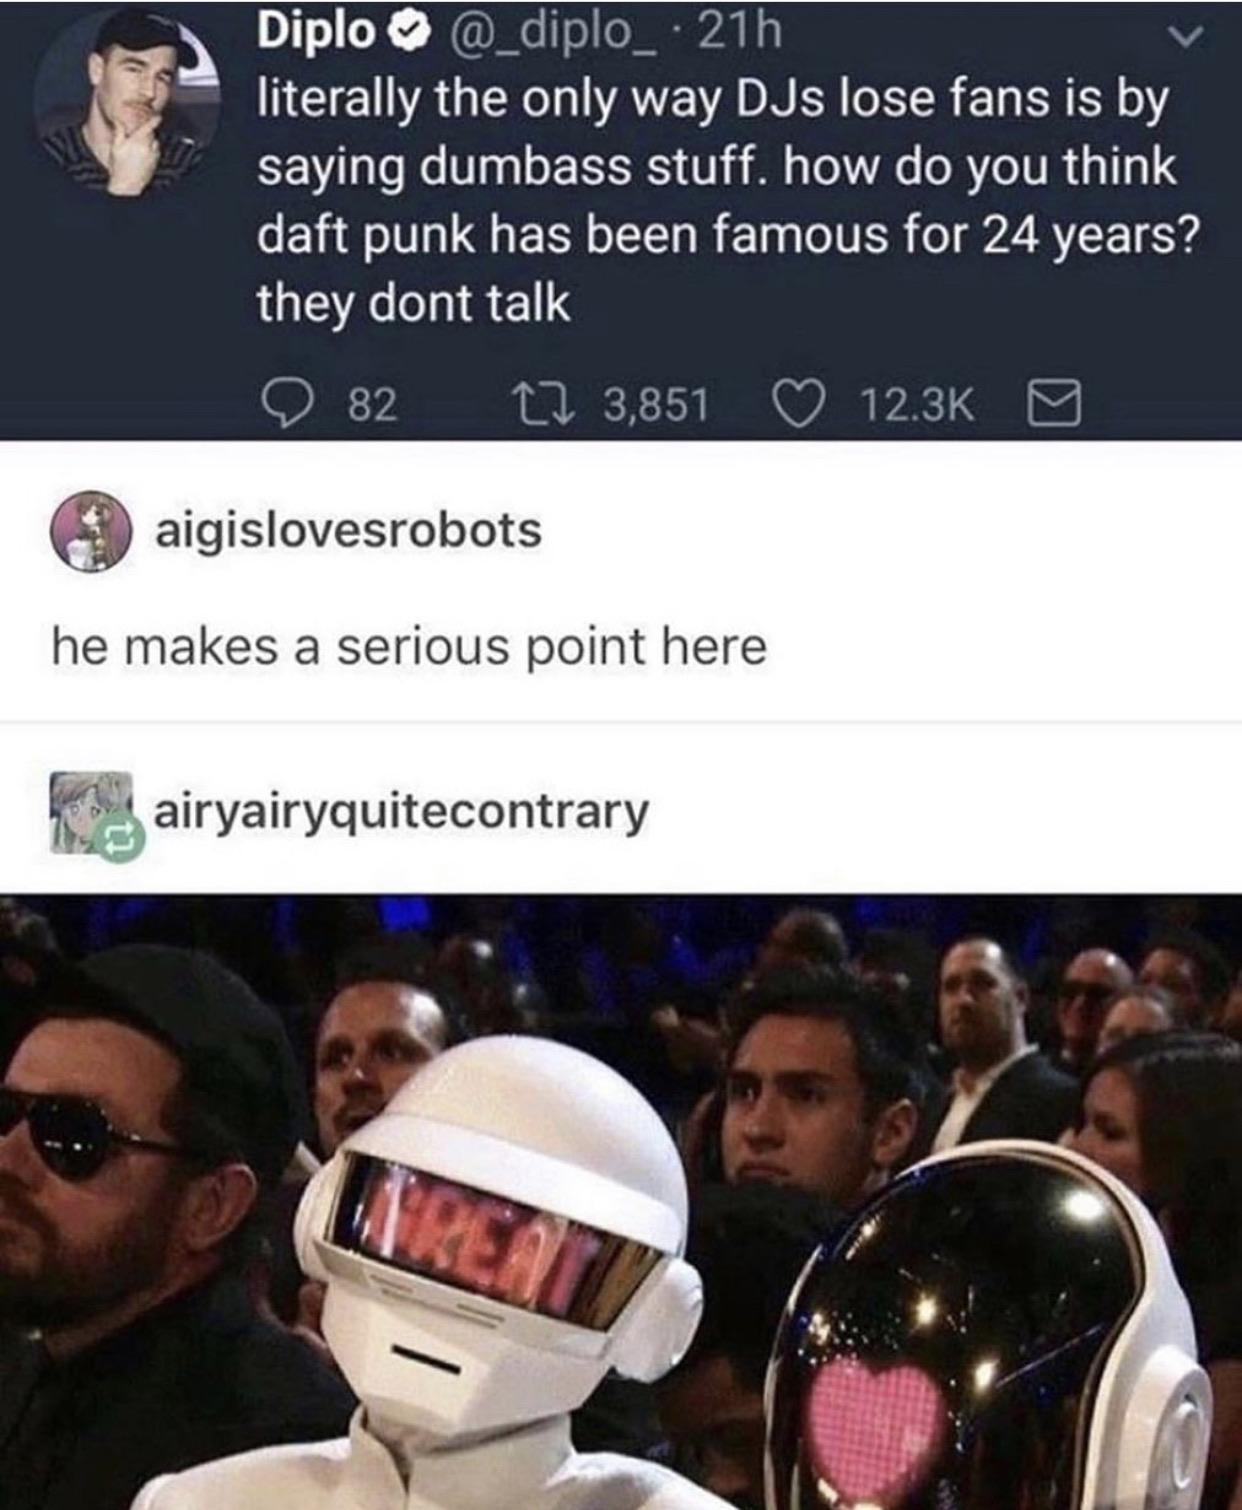 Diplo @_diplo_ · 21h
literally the only way DJs lose fans is by
saying dumbass stuff. how do you think
daft punk has been famous for 24 years?
they dont talk
82 3,851 12.3K
aigislovesrobots
he makes a serious point here
airyairyquitecontrary